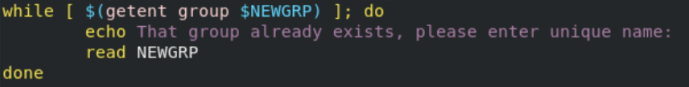 while [ $(getent group $NEWGRP) ]; do
        echo That group already exists, please enter unique name:
        read NEWGRP
done